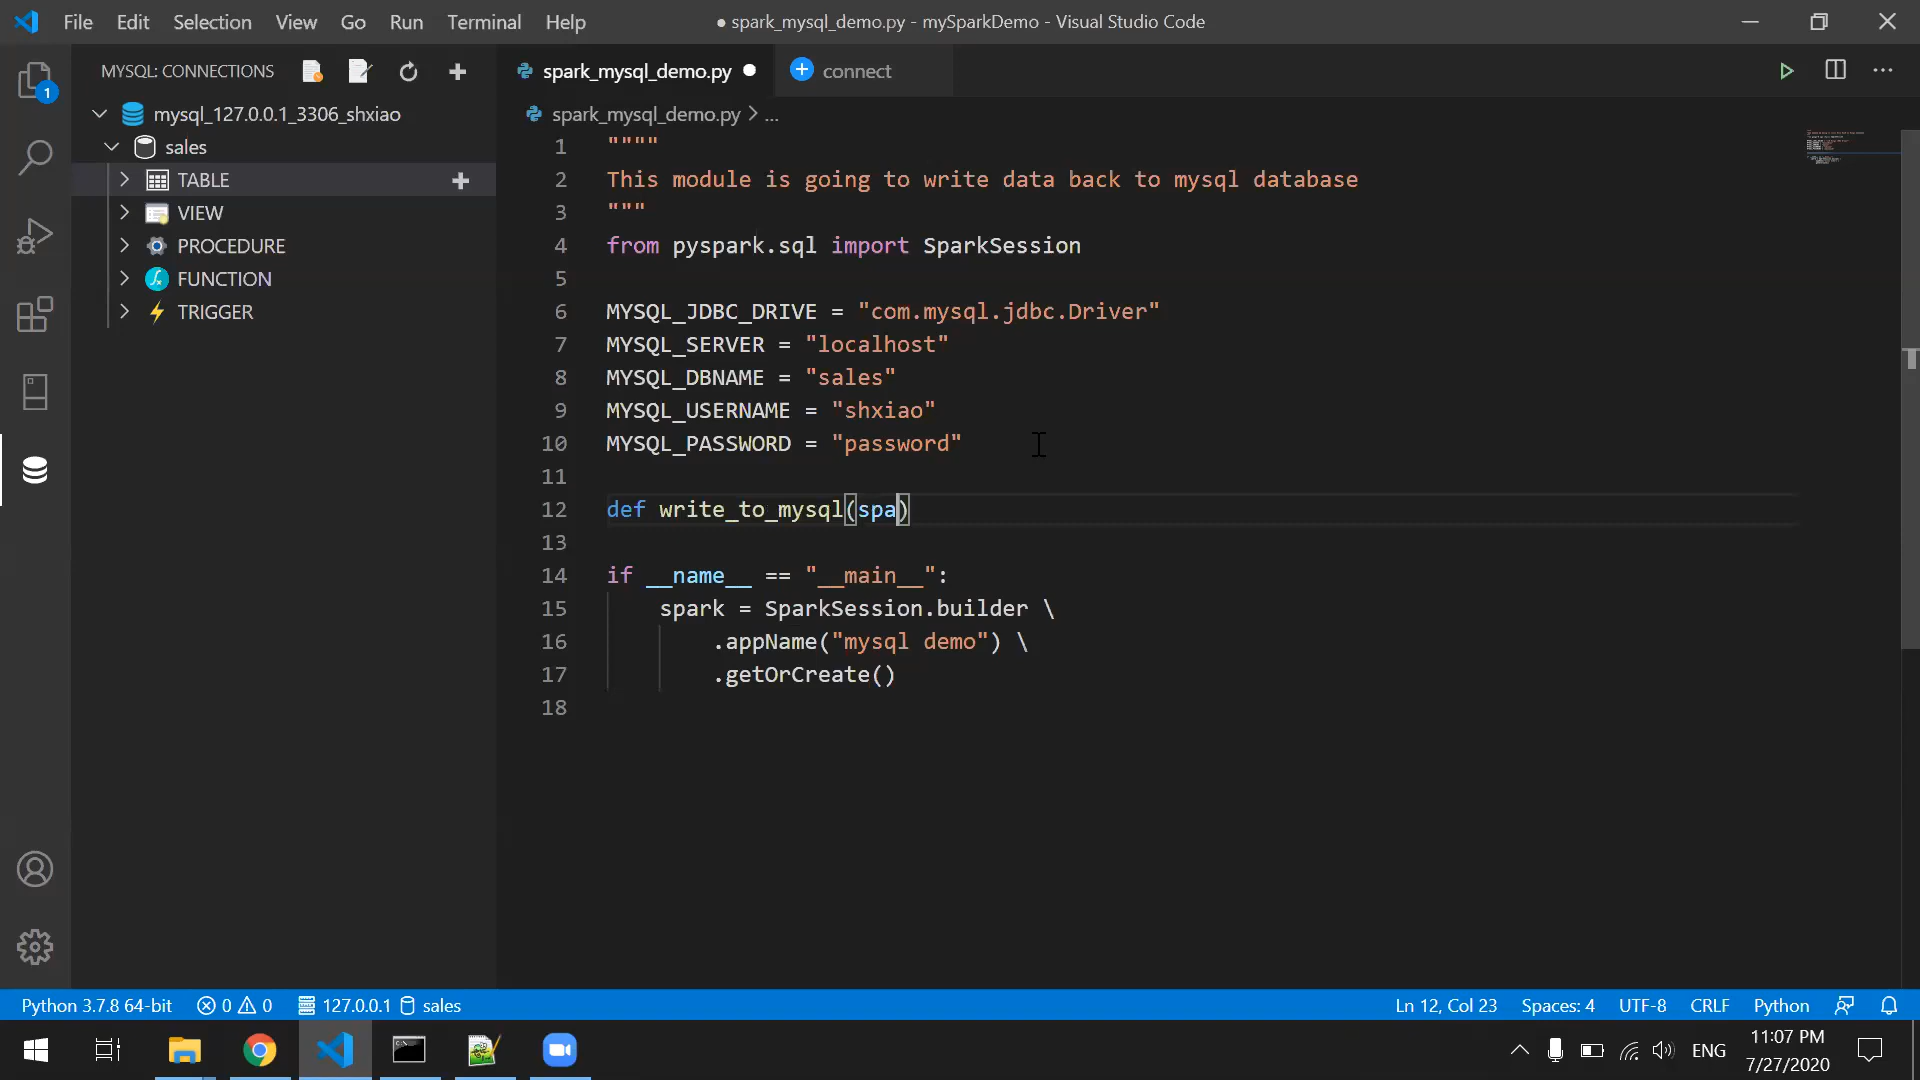 File Edit Selection View Go Run Terminal Help
● spark_mysql_demo.py - mySparkDemo - Visual Studio Code
1
MYSQL: CONNECTIONS
mysql_127.0.0.1_3306_shxiao
sales
TABLE
VIEW
PROCEDURE
FUNCTION
TRIGGER
spark_mysql_demo.py ● connect
spark_mysql_demo.py > ...
1 """"
2 This module is going to write data back to mysql database
3 """
4 from pyspark.sql import SparkSession
5
6 MYSQL_JDBC_DRIVE = "com.mysql.jdbc.Driver"
7 MYSQL_SERVER = "localhost"
8 MYSQL_DBNAME = "sales"
9 MYSQL_USERNAME = "shxiao"
10 MYSQL_PASSWORD = "password"
11
12 def write_to_mysql(spa)
13
14 if __name__ == "__main__":
15 spark = SparkSession.builder \
16 .appName("mysql demo") \
17 .getOrCreate()
18
Python 3.7.8 64-bit 0 0 127.0.0.1 sales Ln 12, Col 23 Spaces: 4 UTF-8 CRLF Python
ENG
11:07 PM
7/27/2020